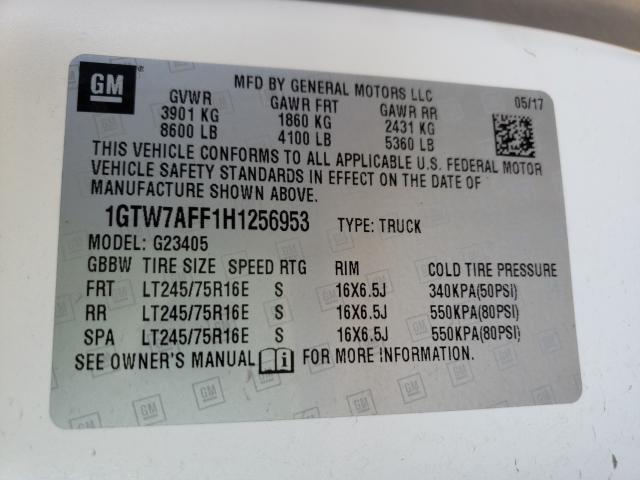 GM
MFD BY GENERAL MOTORS LLC
05/17
GVWR GAWR FRT GAWR RR
3901 KG 1860 KG 2431 KG
8600 LB 4100 LB 5360 LB
THIS VEHICLE CONFORMS TO ALL APPLICABLE U.S. FEDERAL MOTOR
VEHICLE SAFETY STANDARDS IN EFFECT ON THE DATE OF
MANUFACTURE SHOWN ABOVE.
1GTW7AFF1H1256953 TYPE: TRUCK
MODEL: G23405
GBBW TIRE SIZE SPEED RTG RIM COLD TIRE PRESSURE
FRT LT245/75R16E S 16X6.5J 340KPA(50PSI)
RR LT245/75R16E S 16X6.5J 550KPA(80PSI)
SPA LT245/75R16E S 16X6.5J 550KPA(80PSI)
SEE OWNER'S MANUAL i FOR MORE INFORMATION.